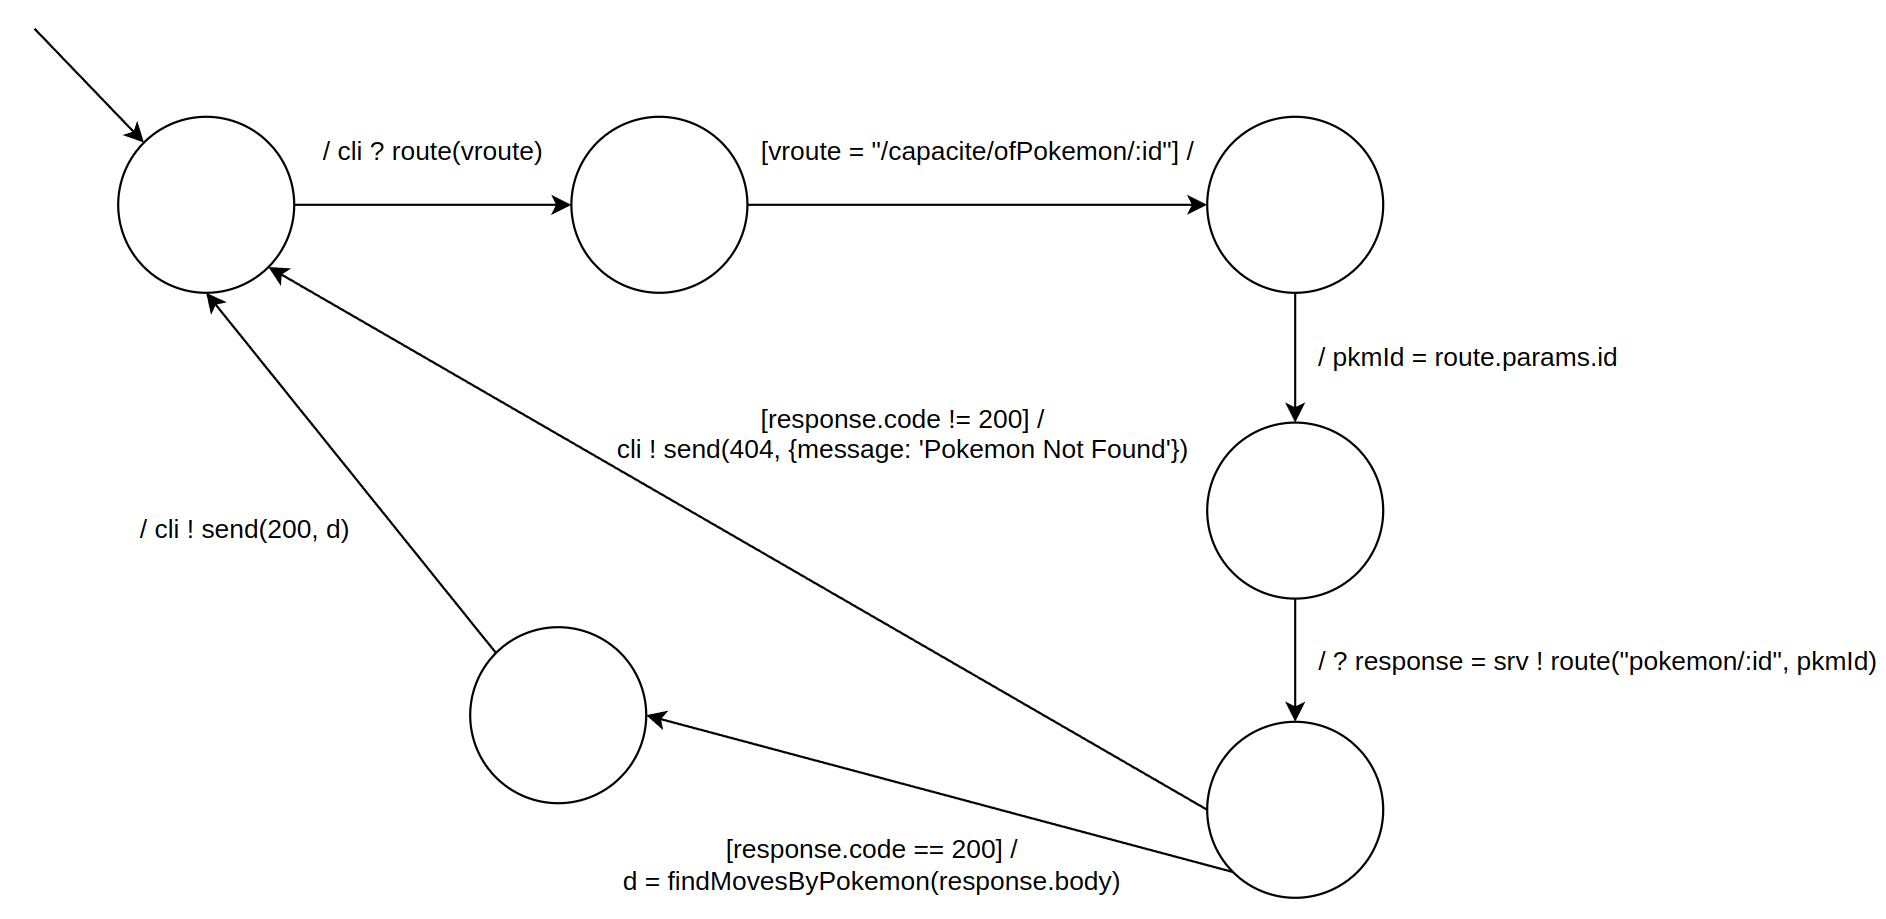 / cli ? route(vroute)
[vroute = "/capacite/ofPokemon/:id"] /
/ pkmId = route.params.id
[response.code != 200] /
cli ! send(404, {message: 'Pokemon Not Found'})
/ cli ! send(200, d)
/ ? response = srv ! route("pokemon/:id", pkmId)
[response.code == 200] /
d = findMovesByPokemon(response.body)